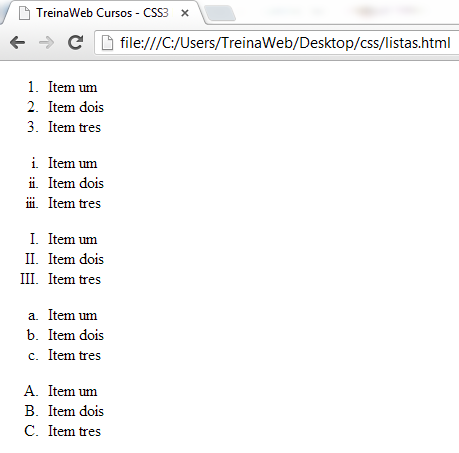 TreinaWeb Cursos - CSS3
file:///C:/Users/TreinaWeb/Desktop/css/listas.html
1. Item um
2. Item dois
3. Item tres
i. Item um
ii. Item dois
iii. Item tres
I. Item um
II. Item dois
III. Item tres
a. Item um
b. Item dois
c. Item tres
A. Item um
B. Item dois
C. Item tres